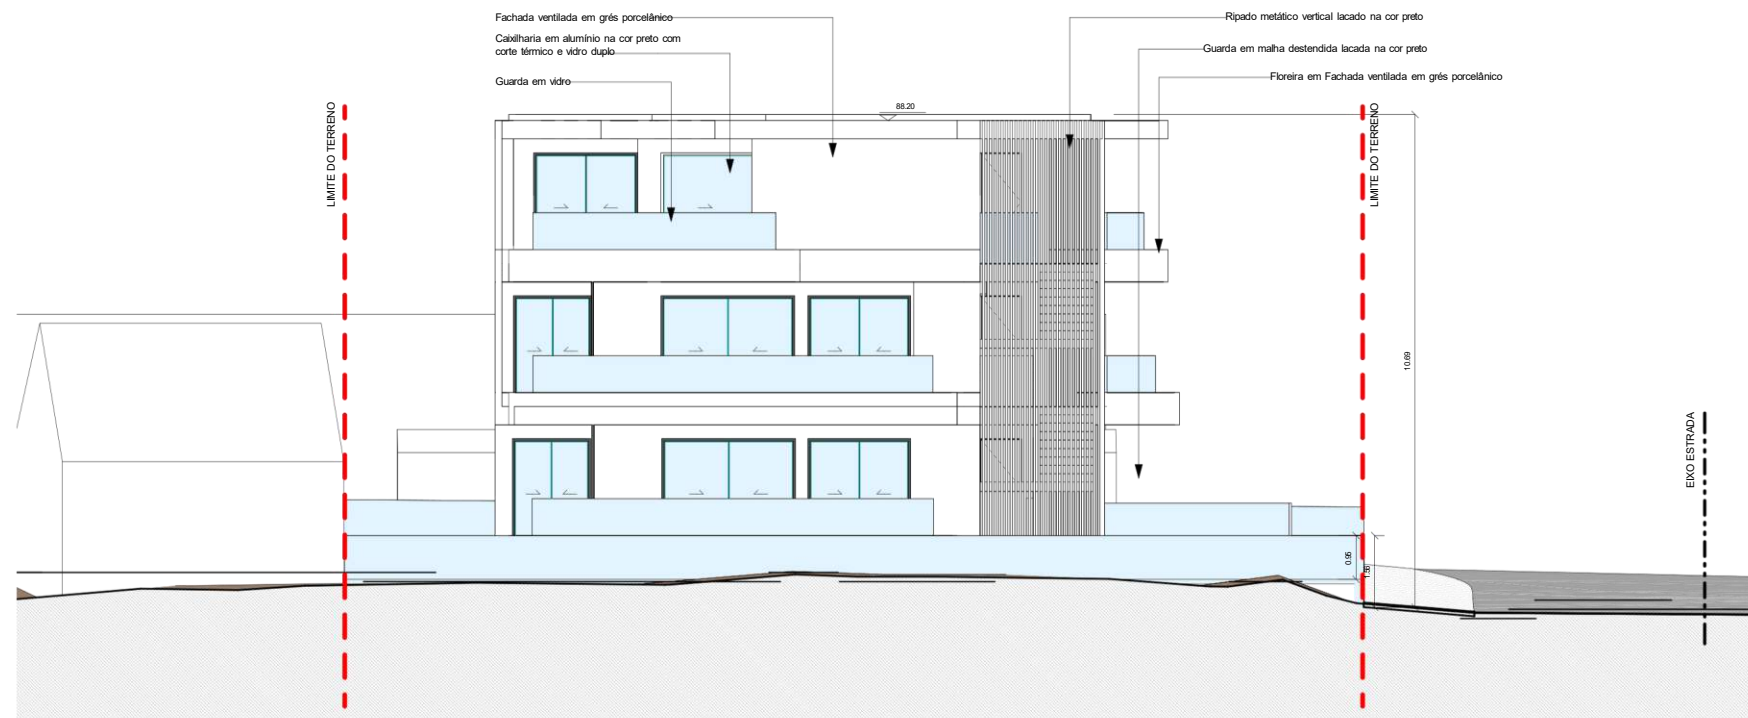 Fachada ventilada em grés porcelânico
Caixilharia em alumínio na cor preto com
corte térmico e vidro duplo
Guarda em vidro
Ripado metático vertical lacado na cor preto
Guarda em malha destendida lacada na cor preto
Floreira em Fachada ventilada em grés porcelânico
LIMITE DO TERRENO
88.20
LIMITE DO TERRENO
10.69
EIXO ESTRADA
0.95